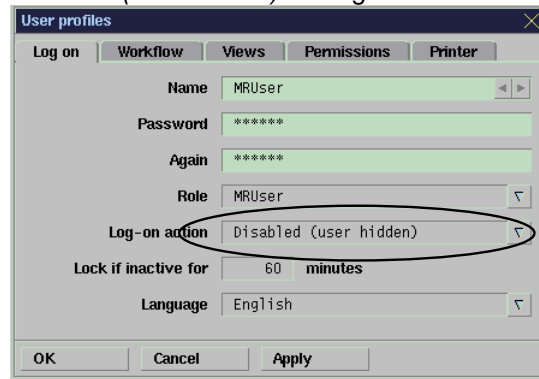 User profiles
Log on Workflow Views Permissions Printer
Name MRUser
Password ******
Again ******
Role MRUser
Log-on action Disabled (user hidden)
Lock if inactive for 60 minutes
Language English
OK Cancel Apply